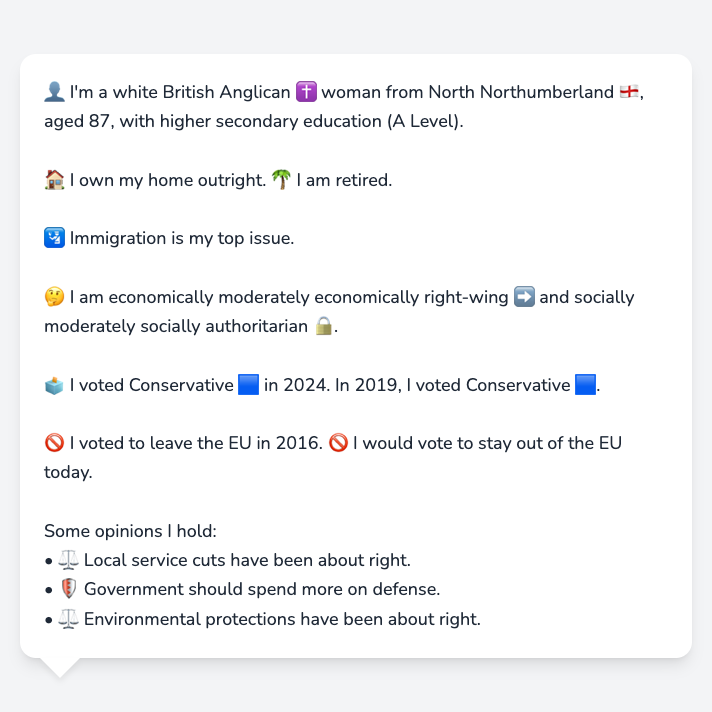 👤 I'm a white British Anglican ✝️ woman from North Northumberland 🏴󠁧󠁢󠁥󠁮󠁧󠁿,
aged 87, with higher secondary education (A Level).
🏠 I own my home outright. 🌴 I am retired.
🛂 Immigration is my top issue.
🤔 I am economically moderately economically right-wing ➡️ and socially
moderately socially authoritarian 🔒.
🗳️ I voted Conservative 🟦 in 2024. In 2019, I voted Conservative 🟦.
🚫 I voted to leave the EU in 2016. 🚫 I would vote to stay out of the EU
today.
Some opinions I hold:
• ⚖️ Local service cuts have been about right.
• 🛡️ Government should spend more on defense.
• ⚖️ Environmental protections have been about right.